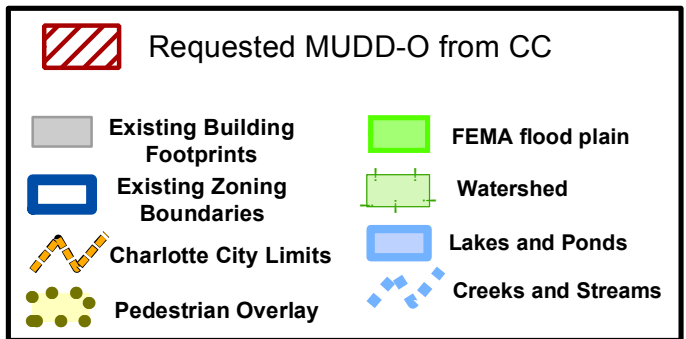 Requested MUDD-O from CC
Existing Building
Footprints
Existing Zoning
Boundaries
Charlotte City Limits
Pedestrian Overlay
FEMA flood plain
Watershed
Lakes and Ponds
Creeks and Streams